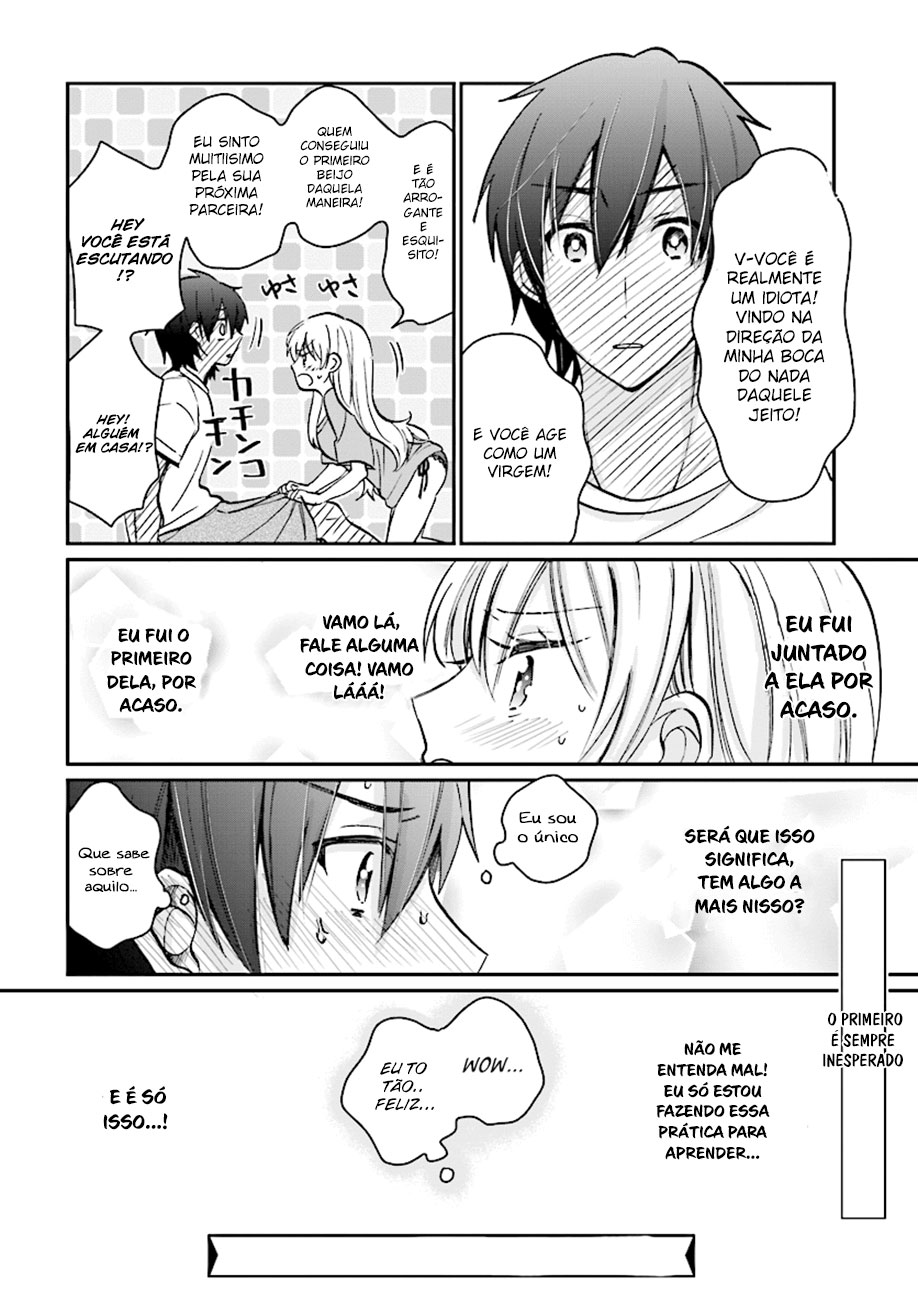 V-VOCÊ É
REALMENTE
UM IDIOTA!
VINDO NA
DIREÇÃO DA
MINHA BOCA
DO NADA
DAQUELE
JEITO!
E VOCÊ AGE
COMO UM
VIRGEM!
E É
TÃO
ARRO-
GANTE
E
ESQUI-
SITO!
QUEM
CONSEGUIU
O PRIMEIRO
BEIJO
DAQUELA
MANEIRA!
EU SINTO
MUITIISIMO
PELA SUA
PRÓXIMA
PARCEIRA!
HEY
VOCÊ ESTÁ
ESCUTANDO
!?
ゆさ
ゆさ
カチンコ
チン
HEY!
ALGUÉM
EM CASA!?
EU FUI
JUNTADO
A ELA POR
ACASO.
VAMO LÁ,
FALE ALGUMA
COISA! VAMO
LÁÁÁ!
EU FUI O
PRIMEIRO
DELA, POR
ACASO.
SERÁ QUE ISSO
SIGNIFICA,
TEM ALGO A
MAIS NISSO?
Eu sou
o único
Que sabe
sobre
aquilo...
O PRIMEIRO
É SEMPRE
INESPERADO
NÃO ME
ENTENDA MAL!
EU SÓ ESTOU
FAZENDO ESSA
PRÁTICA PARA
APRENDER...
WOW...
EU TO
TÃO..
FELIZ...
E É SÓ
ISSO...!